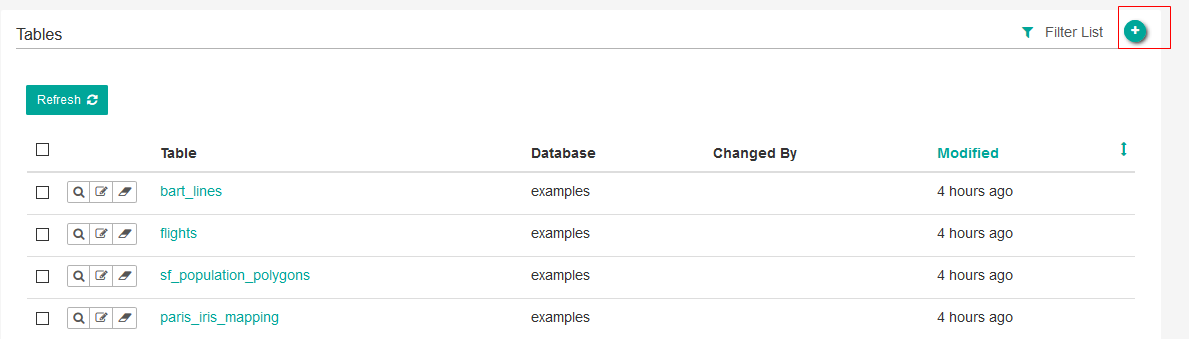 Tables Filter List
Refresh
Table Database Changed By Modified
bart_lines examples 4 hours ago
flights examples 4 hours ago
sf_population_polygons examples 4 hours ago
paris_iris_mapping examples 4 hours ago